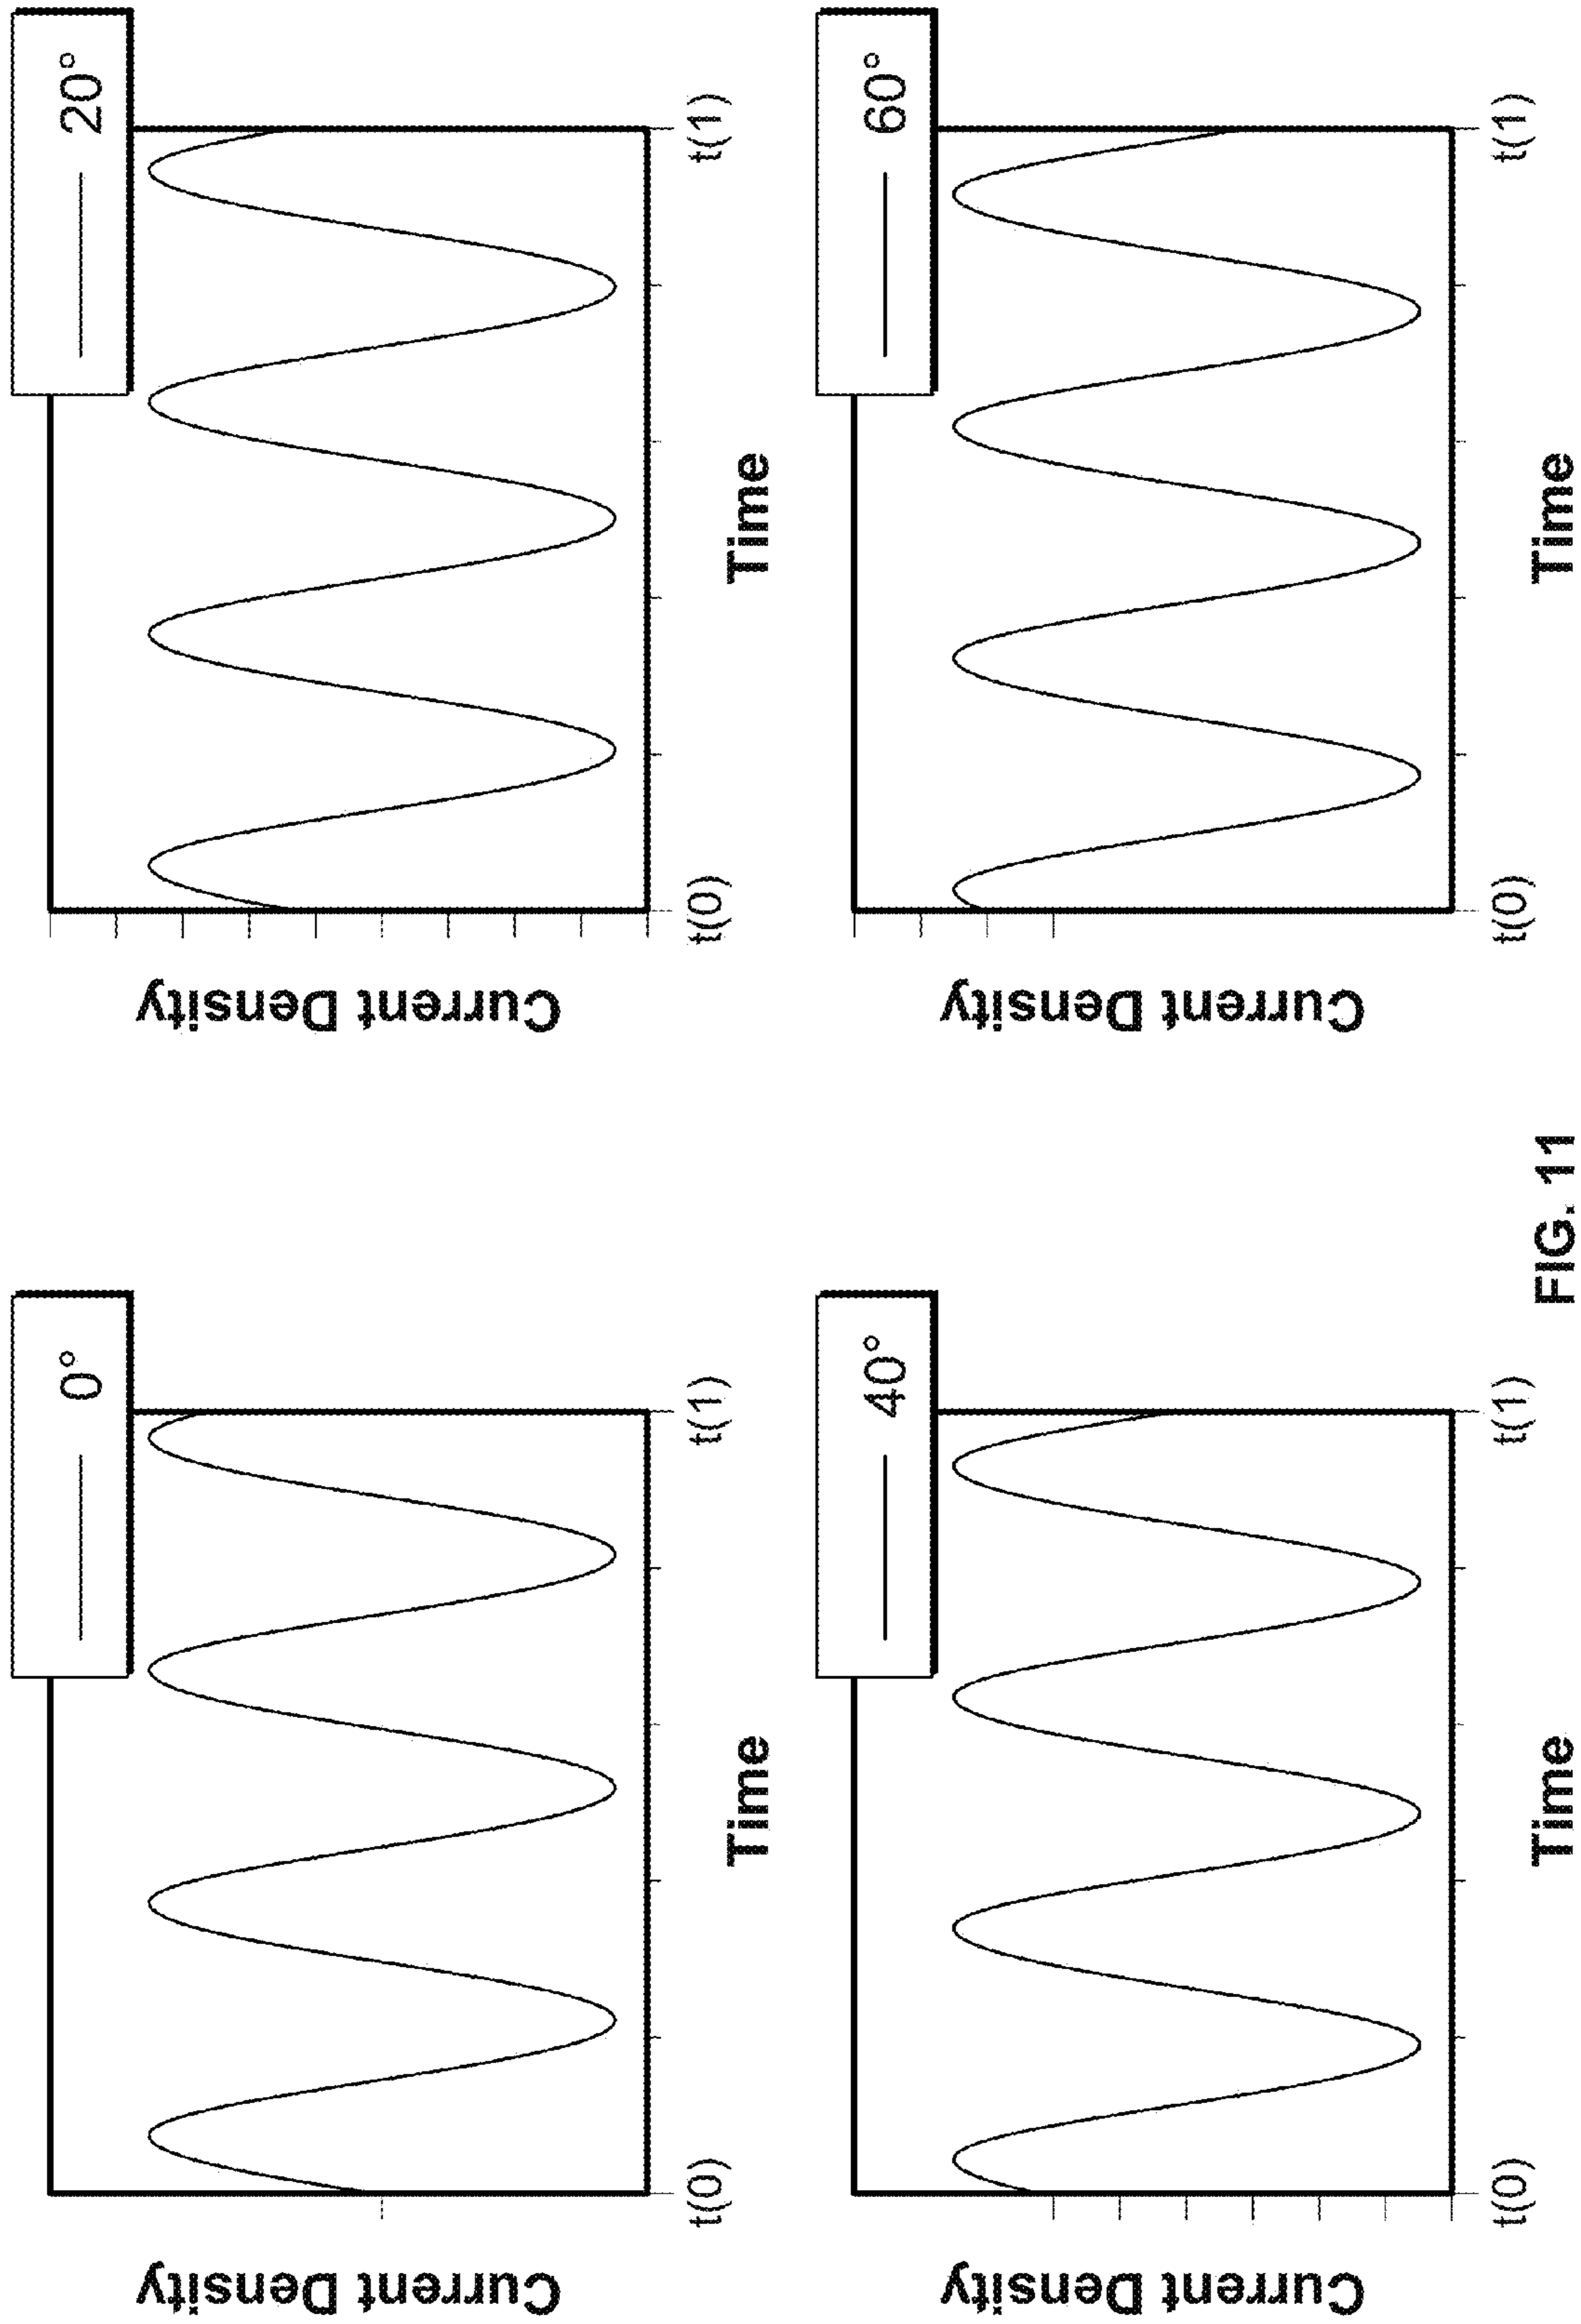 0°
Current Density
t(0)
t(1)
Time
20°
Current Density
t(0)
t(1)
Time
40°
Current Density
t(0)
t(1)
Time
60°
Current Density
t(0)
t(1)
Time
FIG. 11